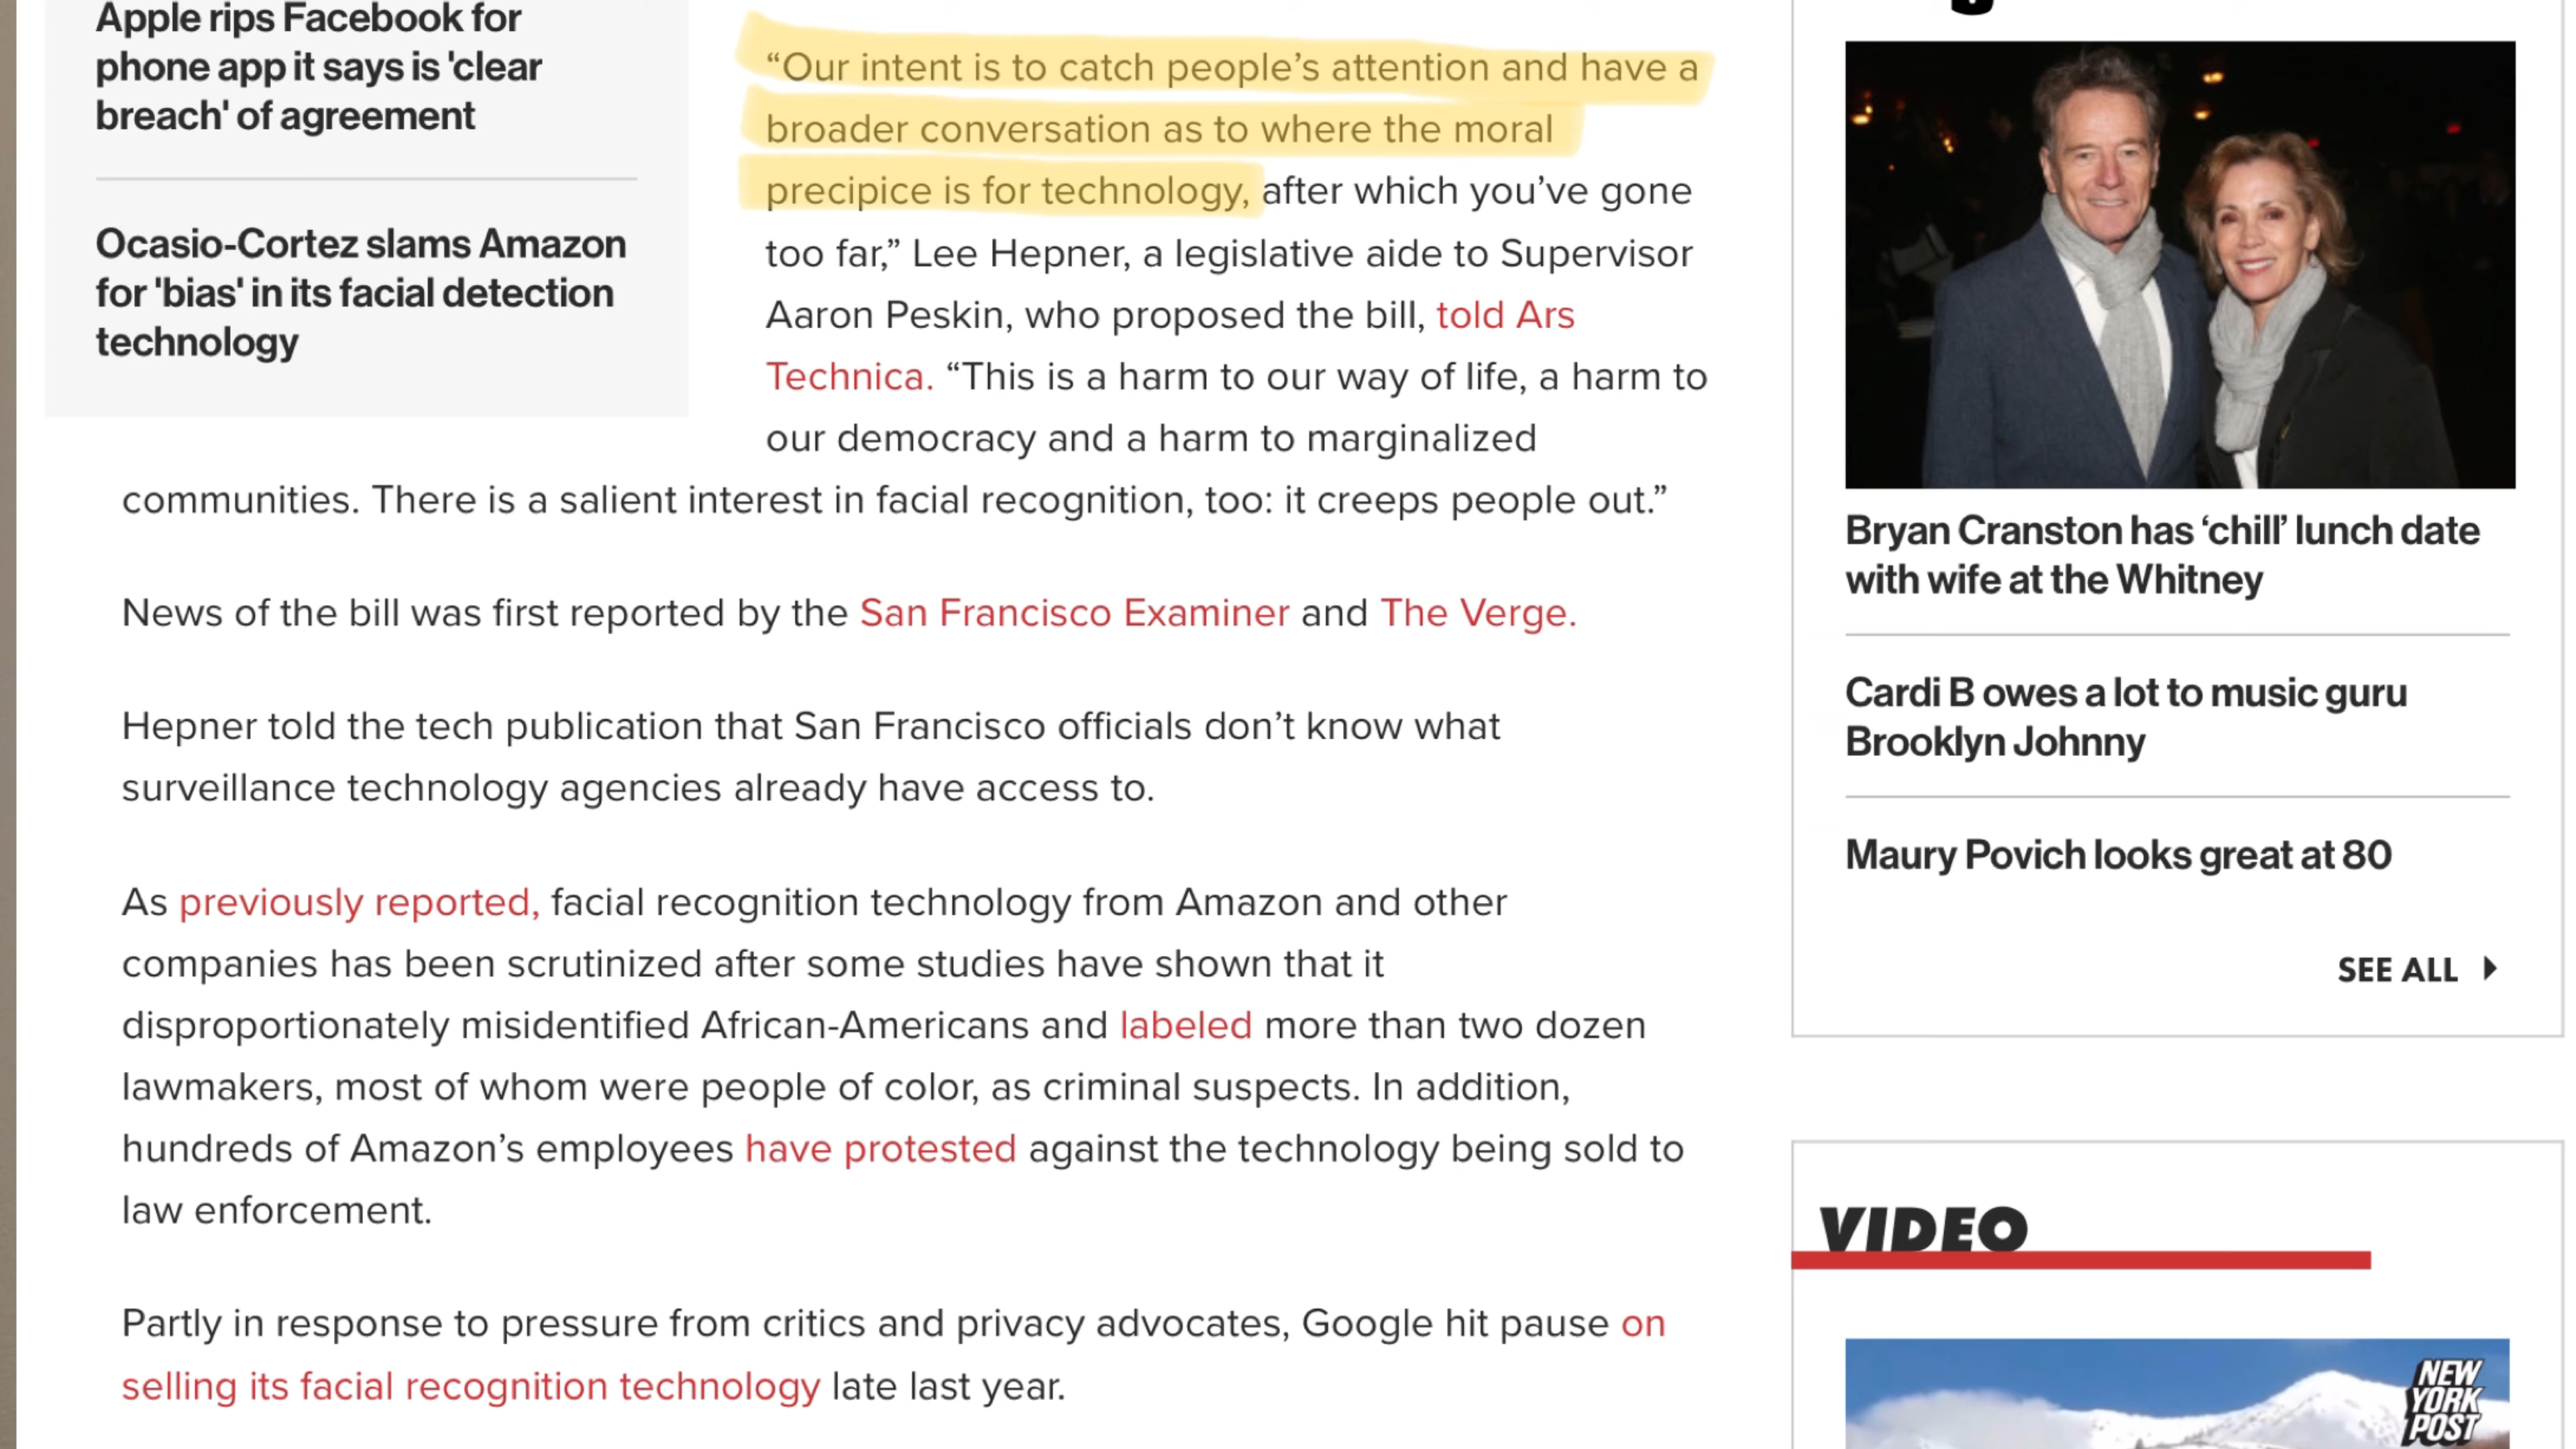 Apple rips Facebook for
phone app it says is 'clear
breach' of agreement
Ocasio-Cortez slams Amazon
for 'bias' in its facial detection
technology
“Our intent is to catch people’s attention and have a
broader conversation as to where the moral
precipice is for technology, after which you’ve gone
too far,” Lee Hepner, a legislative aide to Supervisor
Aaron Peskin, who proposed the bill, told Ars
Technica. “This is a harm to our way of life, a harm to
our democracy and a harm to marginalized
communities. There is a salient interest in facial recognition, too: it creeps people out.”
News of the bill was first reported by the San Francisco Examiner and The Verge.
Hepner told the tech publication that San Francisco officials don’t know what
surveillance technology agencies already have access to.
As previously reported, facial recognition technology from Amazon and other
companies has been scrutinized after some studies have shown that it
disproportionately misidentified African-Americans and labeled more than two dozen
lawmakers, most of whom were people of color, as criminal suspects. In addition,
hundreds of Amazon’s employees have protested against the technology being sold to
law enforcement.
Partly in response to pressure from critics and privacy advocates, Google hit pause on
selling its facial recognition technology late last year.
Bryan Cranston has ‘chill’ lunch date
with wife at the Whitney
Cardi B owes a lot to music guru
Brooklyn Johnny
Maury Povich looks great at 80
SEE ALL
VIDEO
NEW
YORK
POST